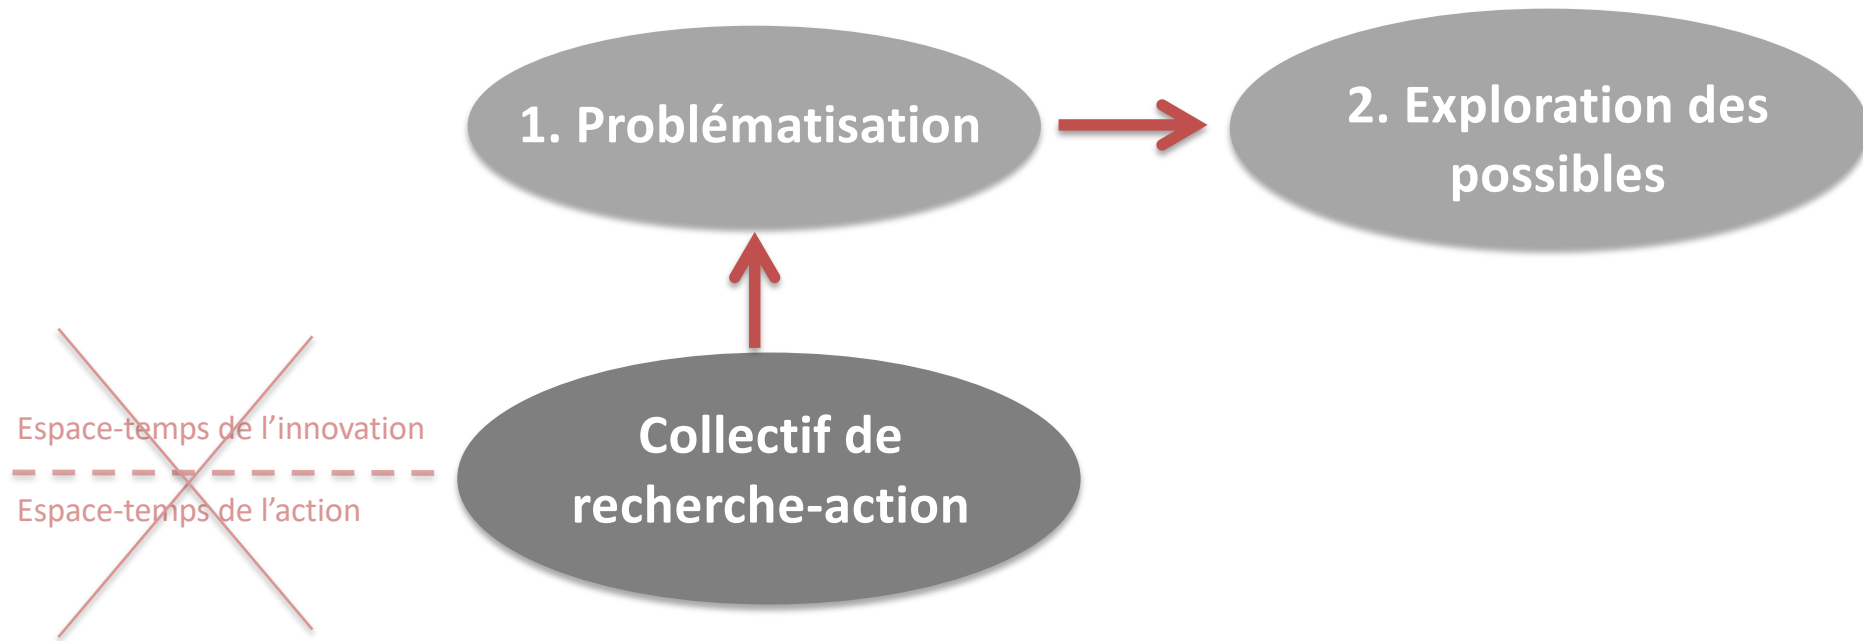 1. Problématisation
2. Exploration des
possibles
Espace-temps de l’innovation
Espace-temps de l’action
Collectif de
recherche-action